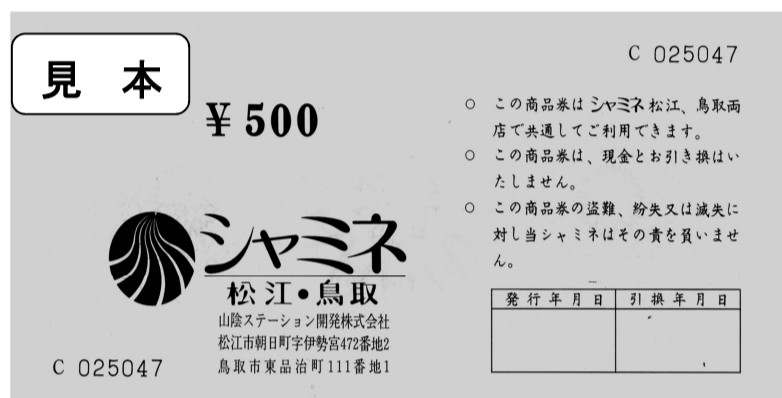 見 本
C 025047
¥500
○ この商品券はシャミネ松江、鳥取両
店で共通してご利用できます。
○ この商品券は、現金とお引き換はい
たしません。
○ この商品券の盗難、紛失又は滅失に
対し当シャミネはその責を負いませ
ん。
シャミネ
松江・鳥取
山陰ステーション開発株式会社
松江市朝日町字伊勢宮472番地2
鳥取市東品治町111番地1
発行年月日 引換年月日
C 025047